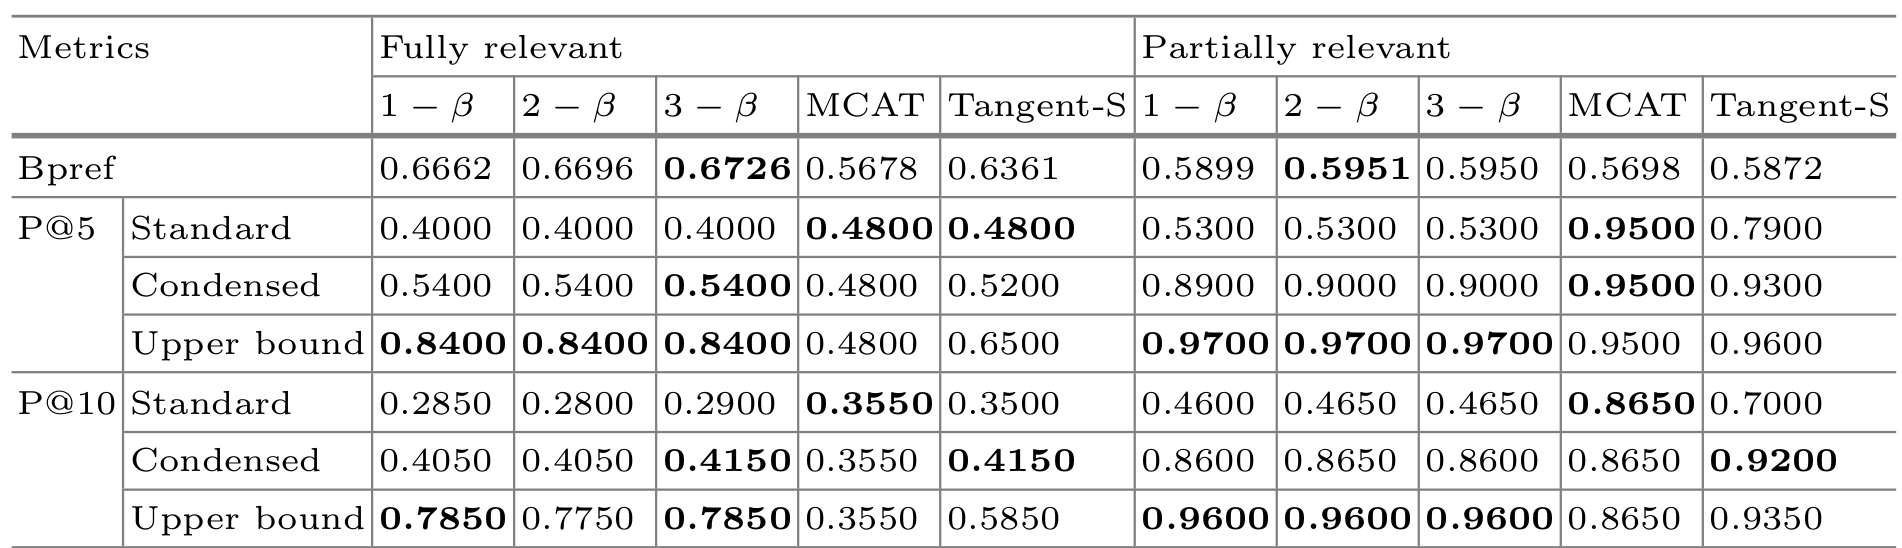 Metrics Fully relevant Partially relevant
1 − β 2 − β 3 − β MCAT Tangent-S 1 − β 2 − β 3 − β MCAT Tangent-S
Bpref 0.6662 0.6696 0.6726 0.5678 0.6361 0.5899 0.5951 0.5950 0.5698 0.5872
P@5 Standard 0.4000 0.4000 0.4000 0.4800 0.4800 0.5300 0.5300 0.5300 0.9500 0.7900
Condensed 0.5400 0.5400 0.5400 0.4800 0.5200 0.8900 0.9000 0.9000 0.9500 0.9300
Upper bound 0.8400 0.8400 0.8400 0.4800 0.6500 0.9700 0.9700 0.9700 0.9500 0.9600
P@10 Standard 0.2850 0.2800 0.2900 0.3550 0.3500 0.4600 0.4650 0.4650 0.8650 0.7000
Condensed 0.4050 0.4050 0.4150 0.3550 0.4150 0.8600 0.8650 0.8600 0.8650 0.9200
Upper bound 0.7850 0.7750 0.7850 0.3550 0.5850 0.9600 0.9600 0.9600 0.8650 0.9350